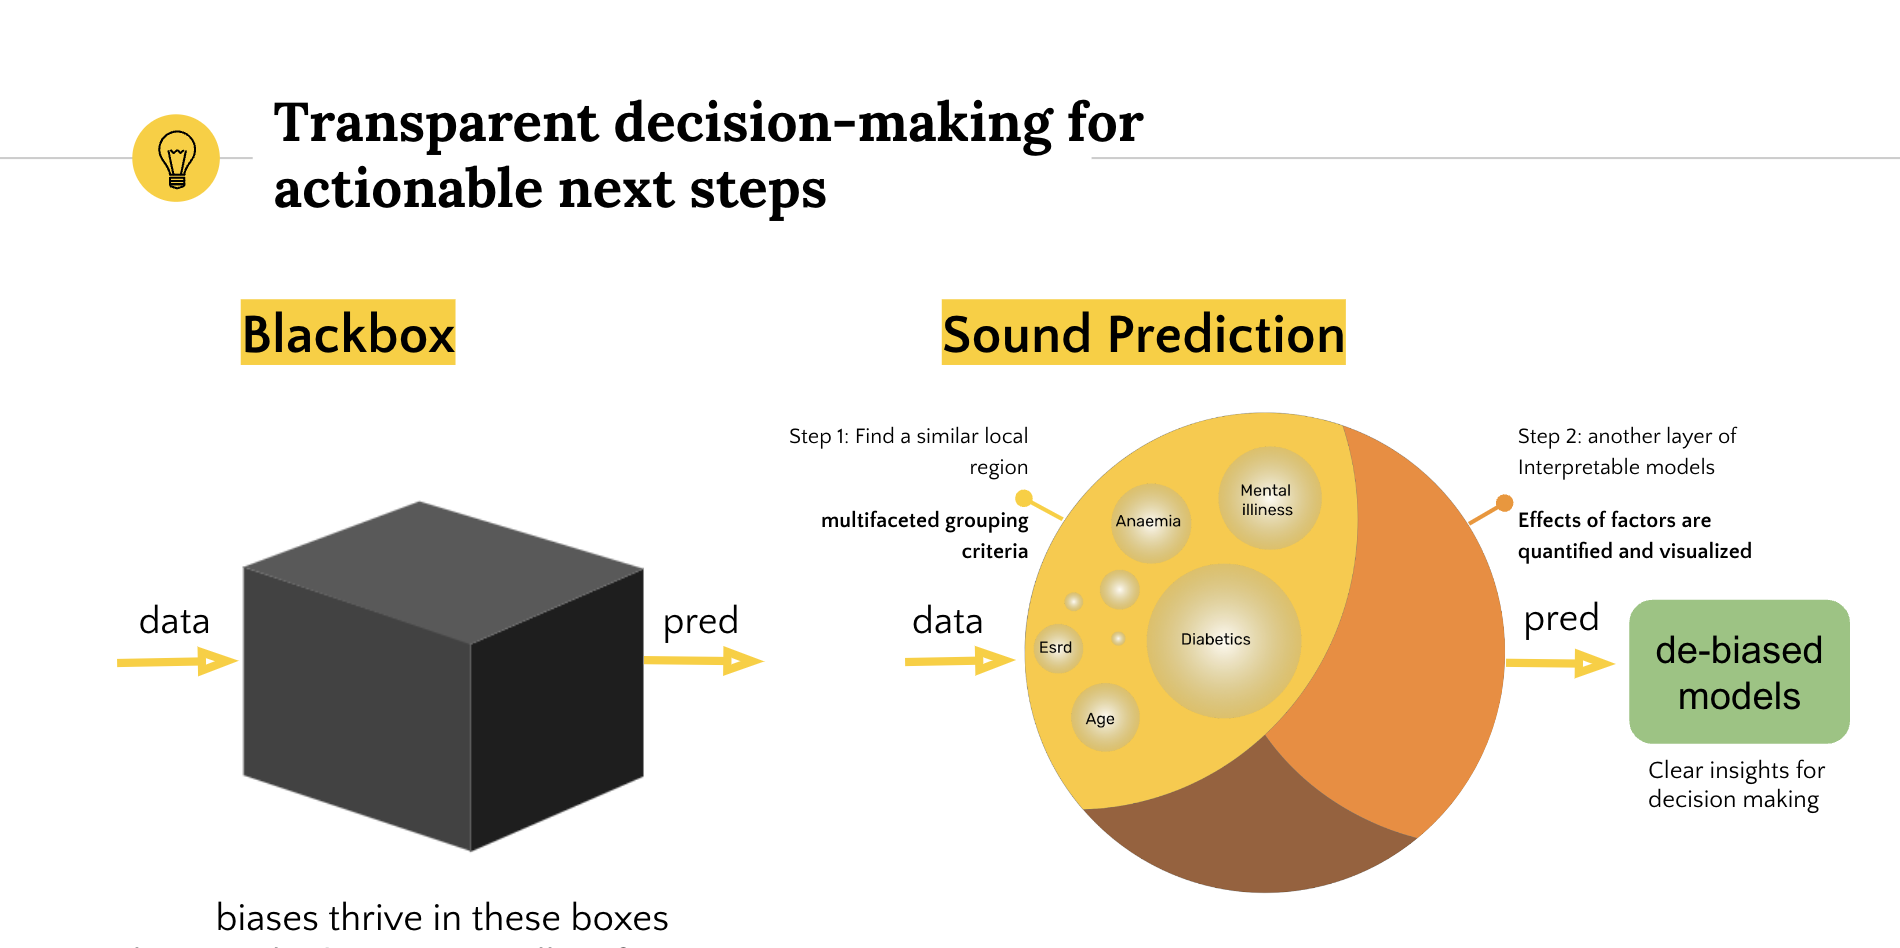 Transparent decision-making for
actionable next steps
Blackbox
data
pred
biases thrive in these boxes
Sound Prediction
Step 1: Find a similar local
region
multifaceted grouping
criteria
data
Mental
illiness
Anaemia
Diabetics
Esrd
Age
Step 2: another layer of
Interpretable models
Effects of factors are
quantified and visualized
pred
de-biased
models
Clear insights for
decision making